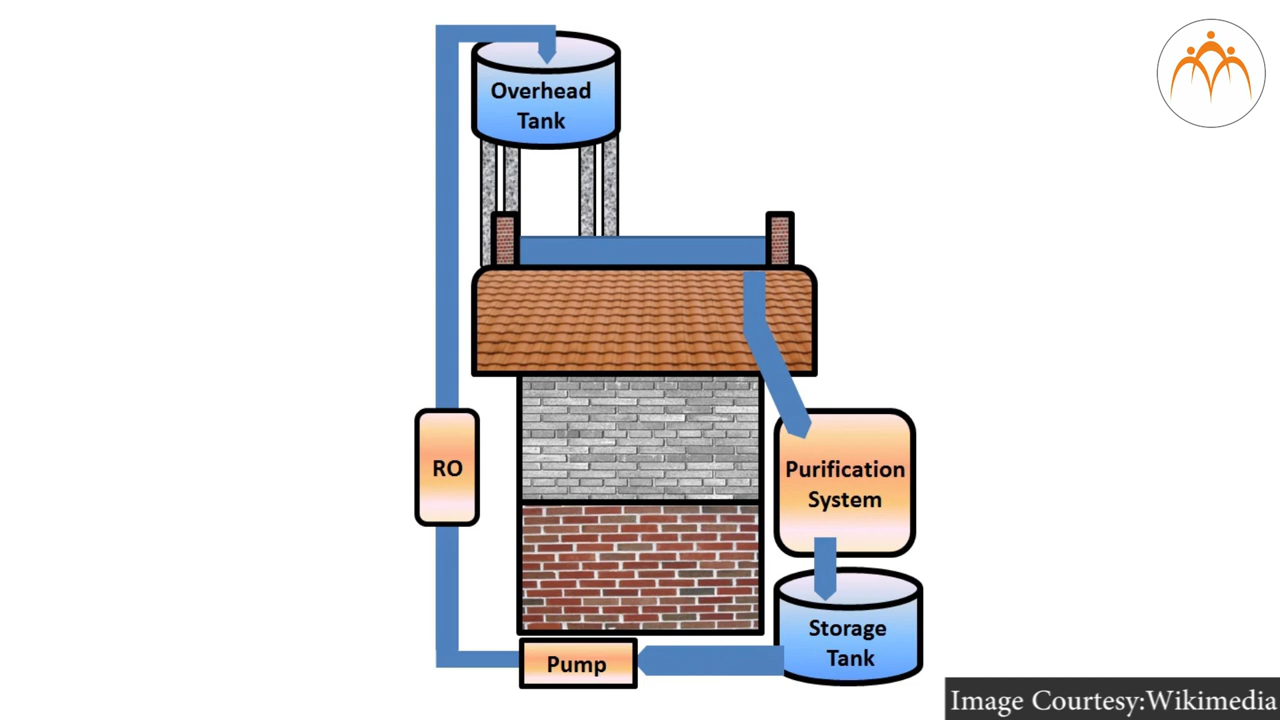 Overhead
Tank
RO
Purification
System
Storage
Tank
Pump
Image Courtesy:Wikimedia